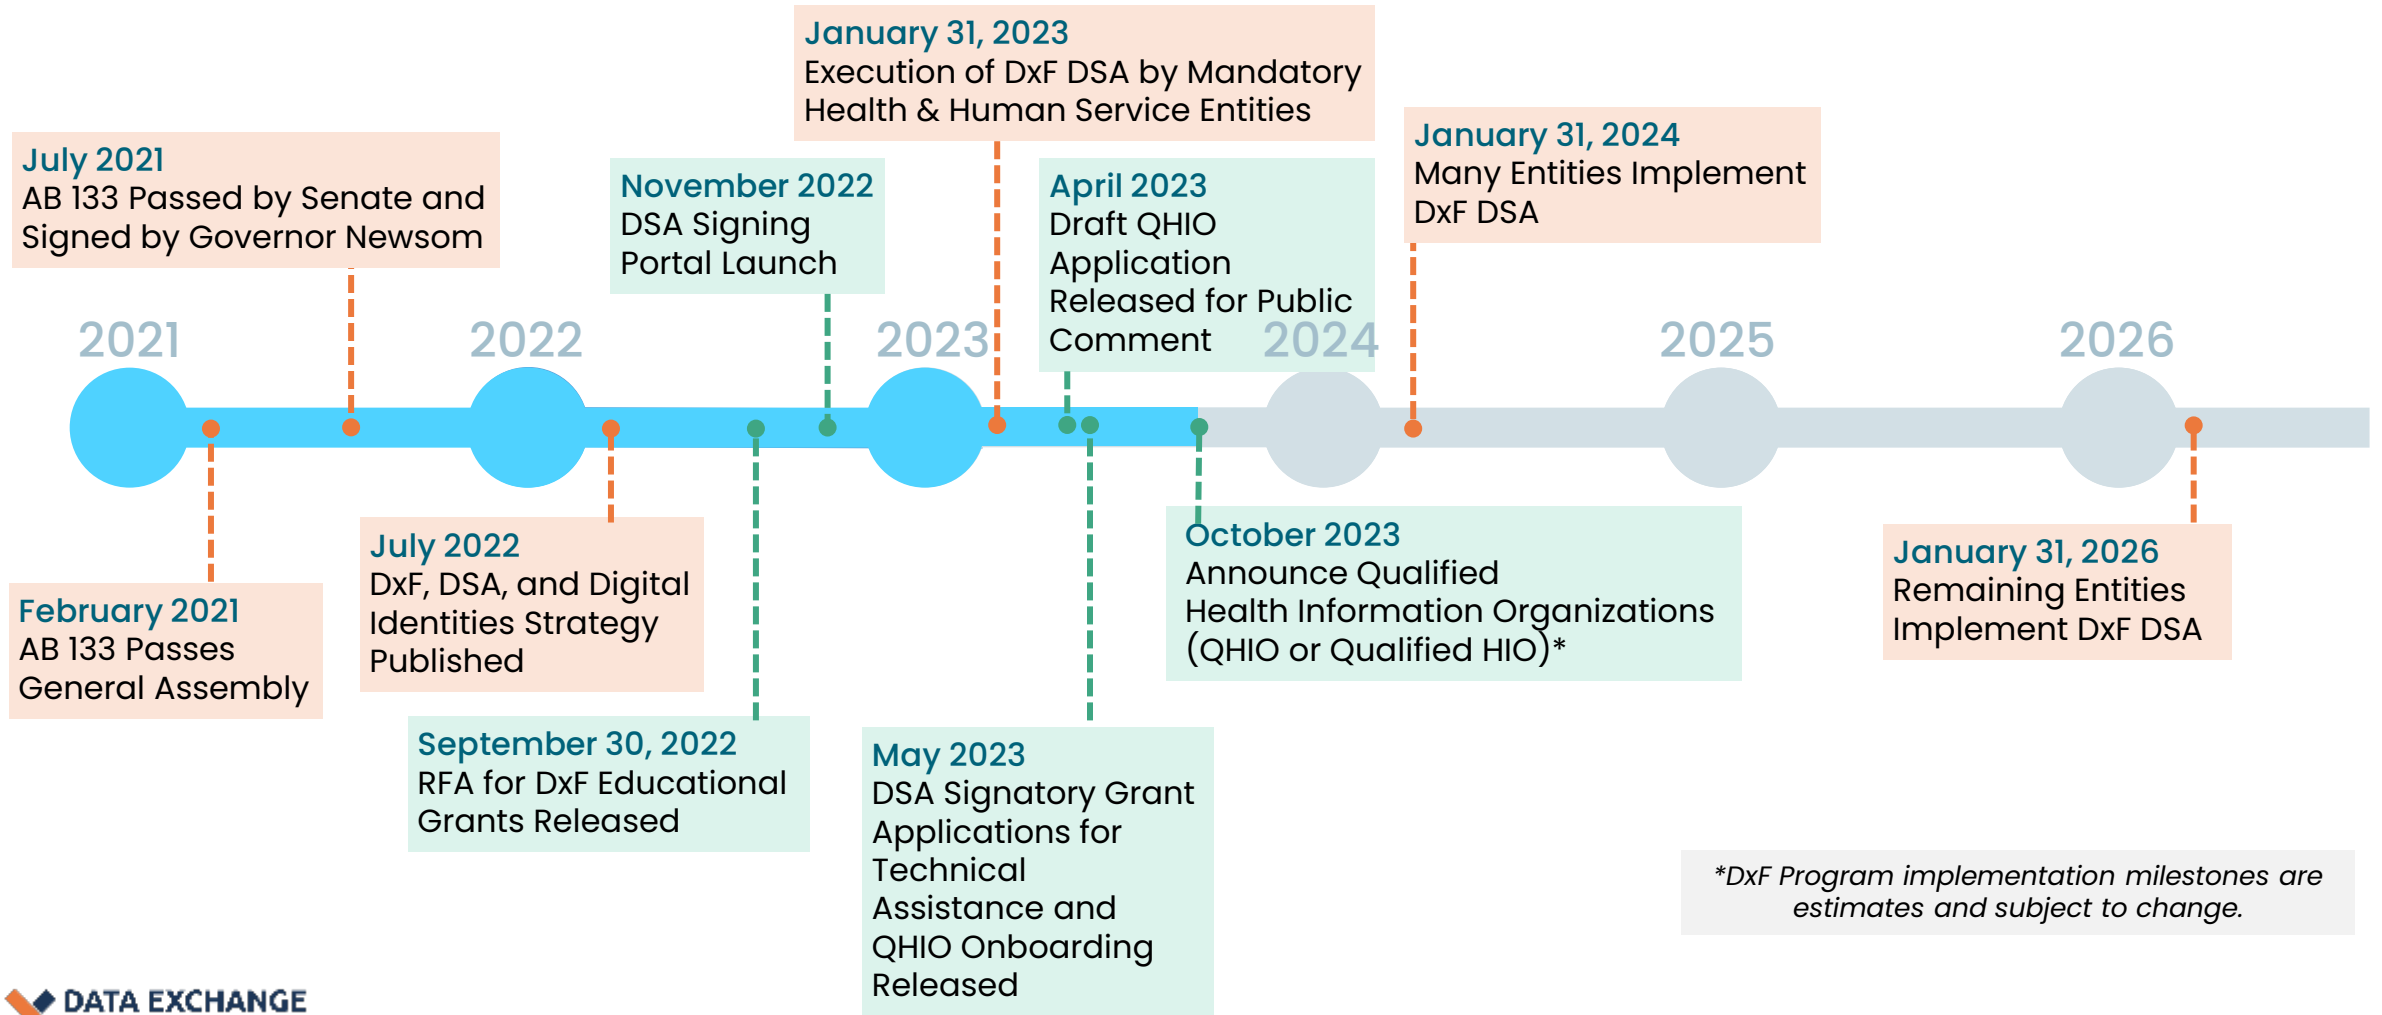 January 31, 2023
Execution of DxF DSA by Mandatory
Health & Human Service Entities
July 2021
AB 133 Passed by Senate and
Signed by Governor Newsom
November 2022
DSA Signing
Portal Launch
April 2023
Draft QHIO
Application
Released for Public
Comment
January 31, 2024
Many Entities Implement
DxF DSA
2021
2022
2023
2024
2025
2026
February 2021
AB 133 Passes
General Assembly
July 2022
DxF, DSA, and Digital
Identities Strategy
Published
September 30, 2022
RFA for DxF Educational
Grants Released
May 2023
DSA Signatory Grant
Applications for
Technical
Assistance and
QHIO Onboarding
Released
October 2023
Announce Qualified
Health Information Organizations
(QHIO or Qualified HIO)*
January 31, 2026
Remaining Entities
Implement DxF DSA
*DxF Program implementation milestones are
estimates and subject to change.
DATA EXCHANGE